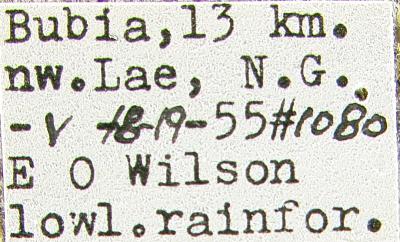 Bubia,13 km.
nw.Lae, N.G.
-V 18-19-55#1080
E O Wilson
lowl.rainfor.